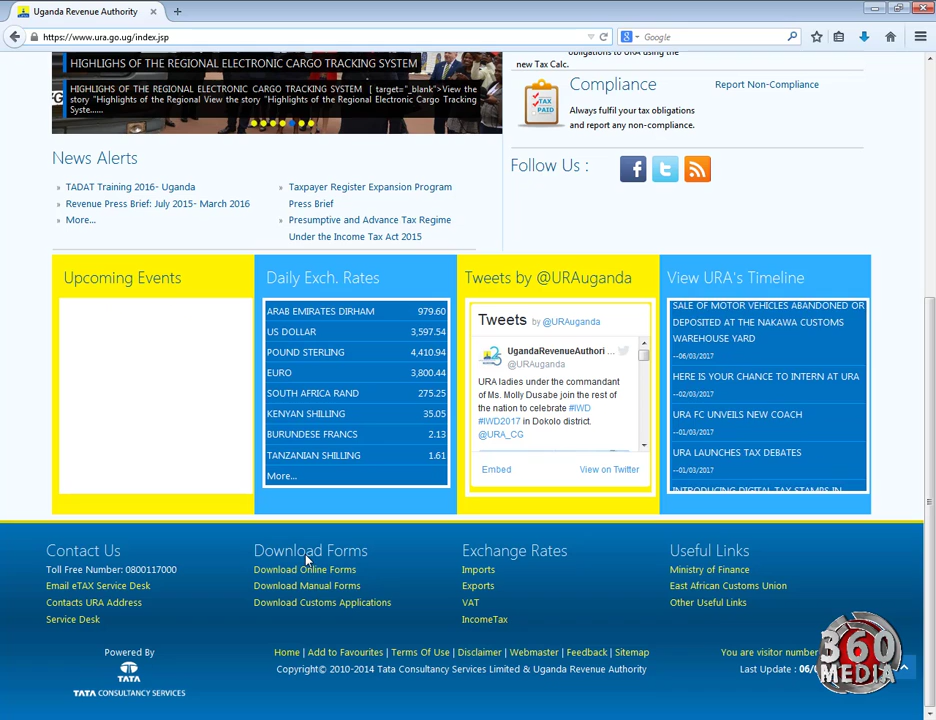 Uganda Revenue Authority
https://www.ura.go.ug/index.jsp
Google
HIGHLIGHS OF THE REGIONAL ELECTRONIC CARGO TRACKING SYSTEM
HIGHLIGHS OF THE REGIONAL ELECTRONIC CARGO TRACKING SYSTEM [ target="_blank">View the
story "Highlights of the Regional View the story "Highlights of the Regional Electronic Cargo Tracking
Syste......
obligations to URA using the
new Tax Calc.
Compliance
TAX
PAID
Always fulfil your tax obligations
and report any non-compliance.
Report Non-Compliance
News Alerts
» TADAT Training 2016- Uganda
» Revenue Press Brief: July 2015- March 2016
» More...
» Taxpayer Register Expansion Program
Press Brief
» Presumptive and Advance Tax Regime
Under the Income Tax Act 2015
Follow Us :
Upcoming Events
Daily Exch. Rates
ARAB EMIRATES DIRHAM 979.60
US DOLLAR 3,597.54
POUND STERLING 4,410.94
EURO 3,800.44
SOUTH AFRICA RAND 275.25
KENYAN SHILLING 35.05
BURUNDESE FRANCS 2.13
TANZANIAN SHILLING 1.61
More...
Tweets by @URAuganda
Tweets by @URAuganda
UgandaRevenueAuthori ...
@URAuganda
URA ladies under the commandant
of Ms. Molly Dusabe join the rest of
the nation to celebrate #IWD
#IWD2017 in Dokolo district.
@URA_CG
Embed View on Twitter
View URA's Timeline
SALE OF MOTOR VEHICLES ABANDONED OR
DEPOSITED AT THE NAKAWA CUSTOMS
WAREHOUSE YARD
--06/03/2017
HERE IS YOUR CHANCE TO INTERN AT URA
--02/03/2017
URA FC UNVEILS NEW COACH
--01/03/2017
URA LAUNCHES TAX DEBATES
--01/03/2017
INTRODUCING DIGITAL TAX STAMPS IN
Contact Us
Toll Free Number: 0800117000
Email eTAX Service Desk
Contacts URA Address
Service Desk
Download Forms
Download Online Forms
Download Manual Forms
Download Customs Applications
Exchange Rates
Imports
Exports
VAT
IncomeTax
Useful Links
Ministry of Finance
East African Customs Union
Other Useful Links
Powered By
TATA
TATA CONSULTANCY SERVICES
Home | Add to Favourites | Terms Of Use | Disclaimer | Webmaster | Feedback | Sitemap
Copyright© 2010-2014 Tata Consultancy Services Limited & Uganda Revenue Authority
You are visitor number
Last Update : 06/
360
MEDIA